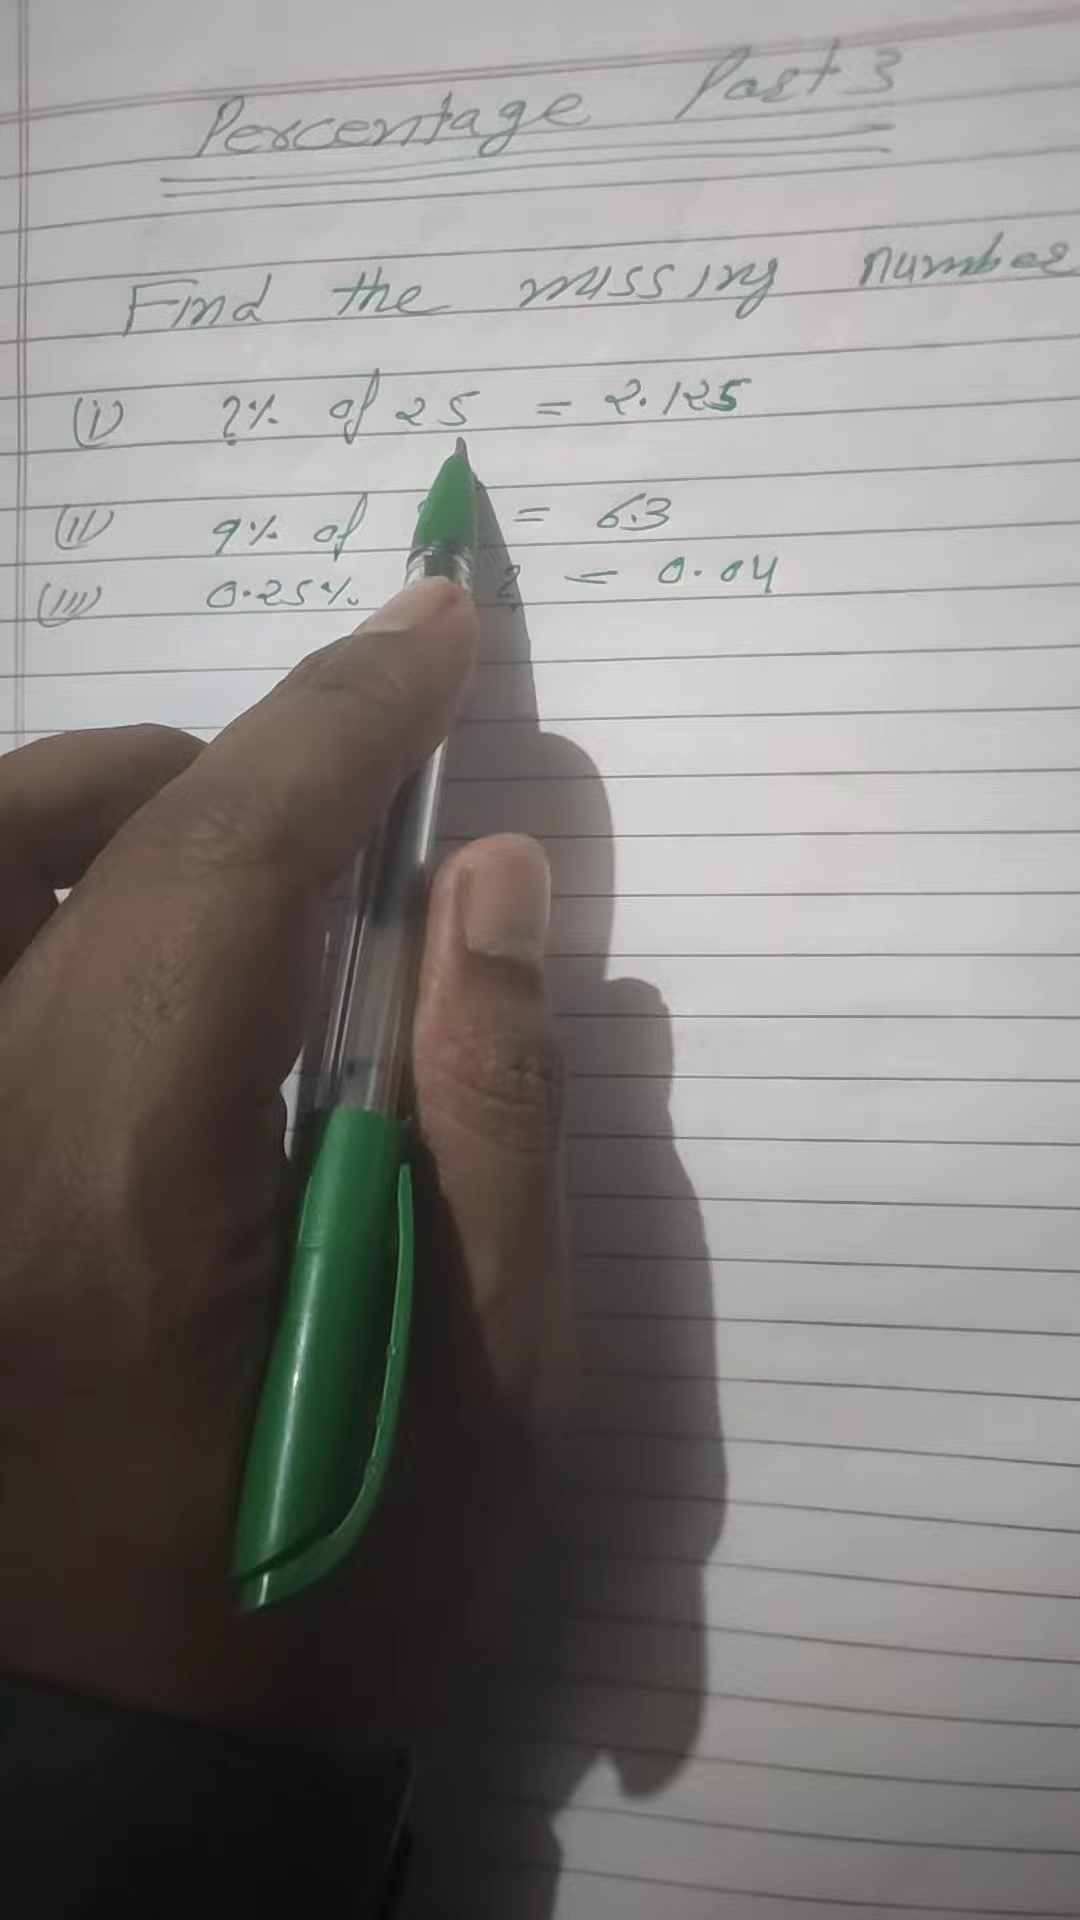 Percentage Part 3
Find the missing number
(i) ?% of 25 = 2.125
(ii) 9% of = 6.3
(iii) 0.25% ? = 0.04